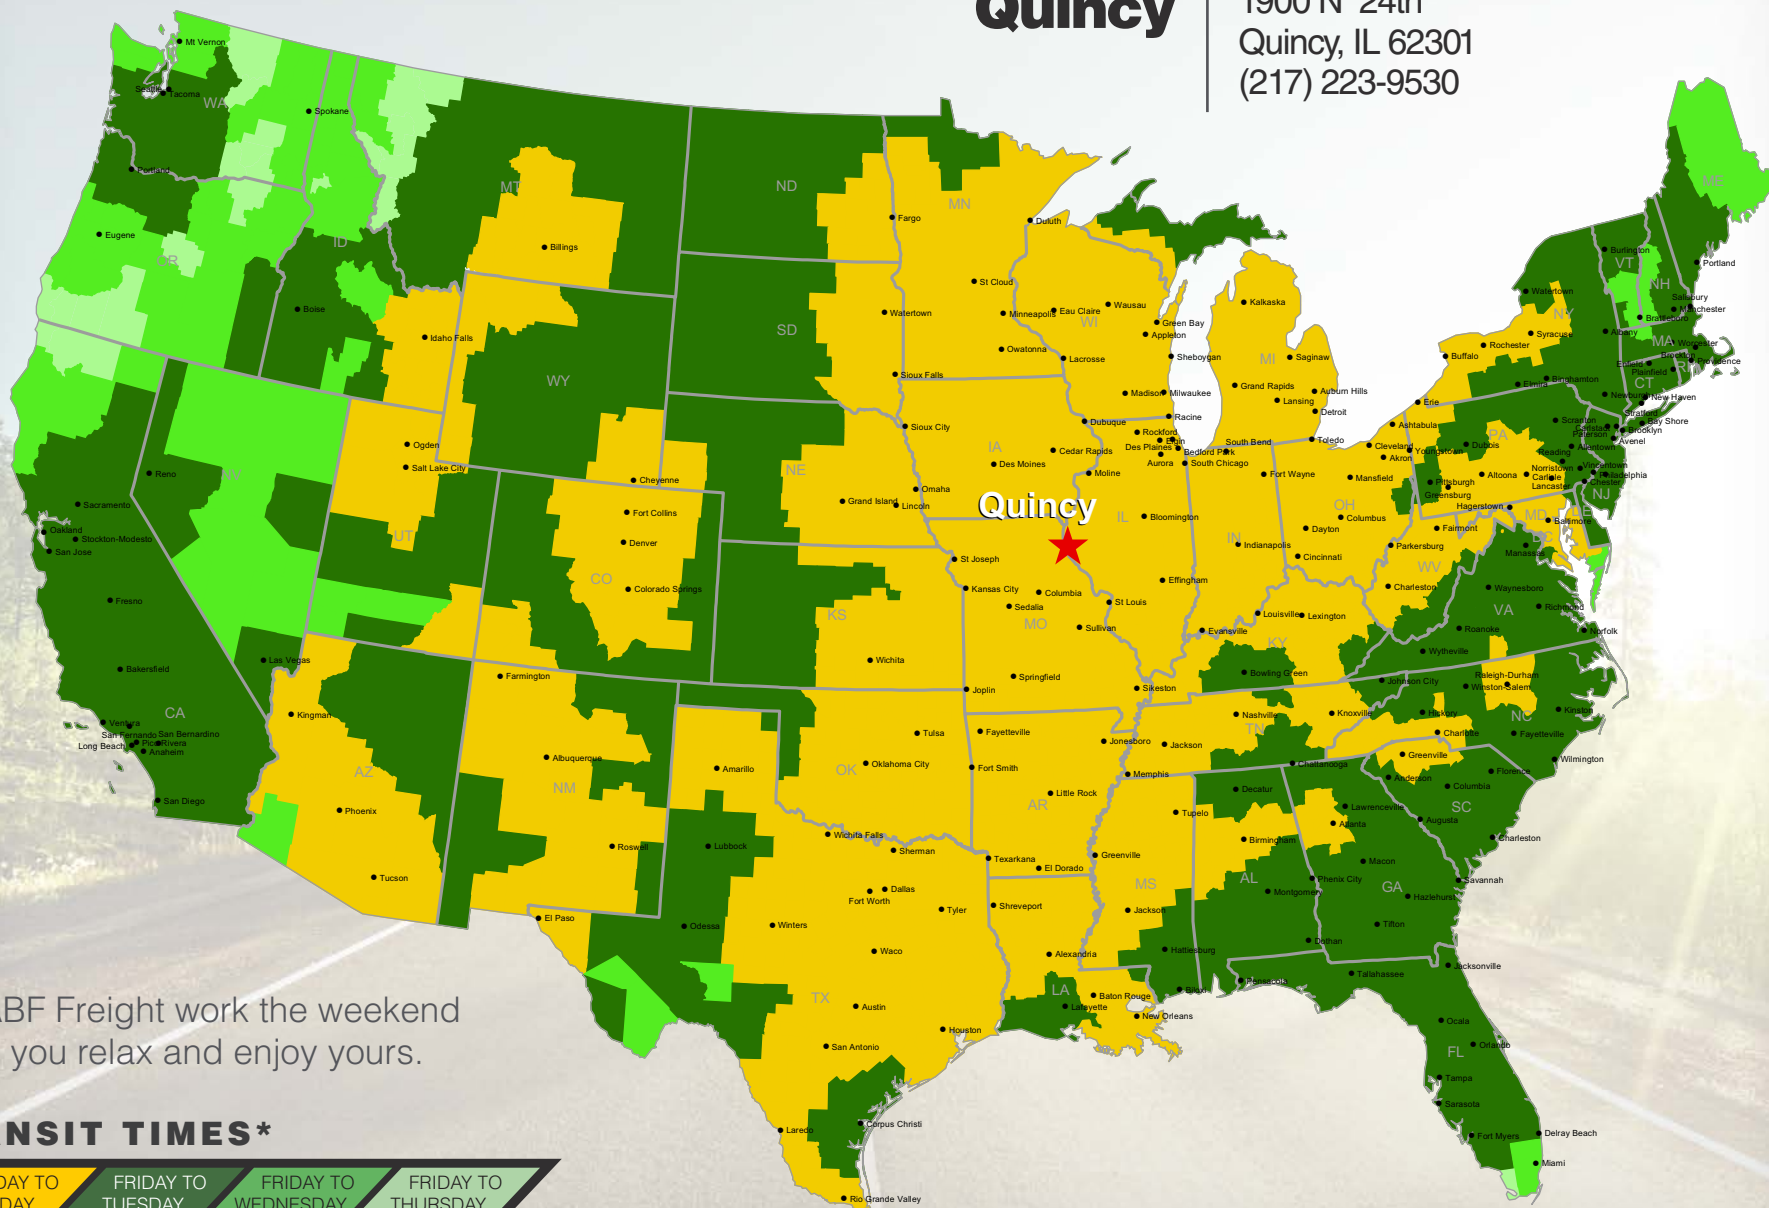 Quincy
1900 N 24th
Quincy, IL 62301
(217) 223-9530
Mt Vernon
Seattle
Tacoma
WA
Spokane
Portland
Eugene
OR
ID
Boise
Idaho Falls
MT
Billings
ND
Fargo
MN
Duluth
St Cloud
Minneapolis
Watertown
Owatonna
SD
Sioux Falls
WY
Eau Claire
Wausau
WI
Green Bay
Appleton
Lacrosse
Sheboygan
Madison
Milwaukee
Racine
Kalkaska
MI
Saginaw
Grand Rapids
Lansing
Auburn Hills
Detroit
ME
Burlington
VT
NH
Portland
Salisbury
Manchester
Brattleboro
Watertown
NY
Syracuse
Rochester
Buffalo
Albany
MA
Worcester
Brockton
Providence
Enfield
Plainfield
RI
CT
Elmira
Binghamton
Newburgh
New Haven
Stratford
Bay Shore
Brooklyn
Carlstadt
Paterson
Avenel
Erie
Scranton
Allentown
PA
Dubbis
Reading
Norristown
Vincentown
Philadelphia
Chester
Altoona
Carlisle
Lancaster
Pittsburgh
Greensburg
NJ
Hagerstown
MD
DE
DC
Baltimore
Manassas
Ashtabula
Cleveland
Youngstown
Akron
Toledo
Mansfield
OH
Columbus
Dayton
Cincinnati
Fairmont
Parkersburg
WV
Charleston
Waynesboro
VA
Richmond
Norfolk
Roanoke
Wytheville
Sioux City
Dubuque
Rockford
Elgin
Des Plaines
Bedford Park
Aurora
South Chicago
South Bend
Fort Wayne
IA
Cedar Rapids
Des Moines
Moline
Quincy
IL
Bloomington
IN
Indianapolis
Effingham
Evansville
Louisville
Lexington
KY
Bowling Green
NE
Omaha
Grand Island
Lincoln
Ogden
Salt Lake City
UT
Cheyenne
Fort Collins
Denver
CO
Colorado Springs
St Joseph
Kansas City
Columbia
Sedalia
MO
St Louis
Sullivan
Springfield
Joplin
Sikeston
KS
Wichita
Reno
NV
Sacramento
Oakland
Stockton-Modesto
San Jose
Fresno
Las Vegas
Bakersfield
CA
Ventura
San Fernando
San Bernardino
Long Beach
Pico Rivera
Anaheim
San Diego
Kingman
AZ
Phoenix
Tucson
Farmington
Albuquerque
NM
Roswell
El Paso
Amarillo
Lubbock
Odessa
Tulsa
Oklahoma City
OK
Wichita Falls
Sherman
Dallas
Fort Worth
Tyler
Winters
Waco
TX
Austin
Houston
San Antonio
Laredo
Corpus Christi
Rio Grande Valley
Fayetteville
Fort Smith
Jonesboro
Little Rock
AR
Texarkana
El Dorado
Shreveport
Alexandria
LA
Lafayette
Baton Rouge
New Orleans
Nashville
TN
Jackson
Memphis
Knoxville
Chattanooga
Johnson City
Raleigh-Durham
Winston-Salem
Hickory
NC
Kinston
Charlotte
Fayetteville
Wilmington
Greenville
Anderson
Florence
Columbia
SC
Charleston
Tupelo
Greenville
MS
Jackson
Hattiesburg
Biloxi
Decatur
Birmingham
AL
Montgomery
Dothan
Lawrenceville
Atlanta
Augusta
Macon
Phenix City
GA
Hazlehurst
Savannah
Tifton
Pensacola
Tallahassee
Jacksonville
Ocala
Orlando
FL
Tampa
Sarasota
Fort Myers
Delray Beach
Miami
ABF Freight work the weekend
you relax and enjoy yours.
NSIT TIMES*
DAY TO
DAY
FRIDAY TO
TUESDAY
FRIDAY TO
WEDNESDAY
FRIDAY TO
THURSDAY